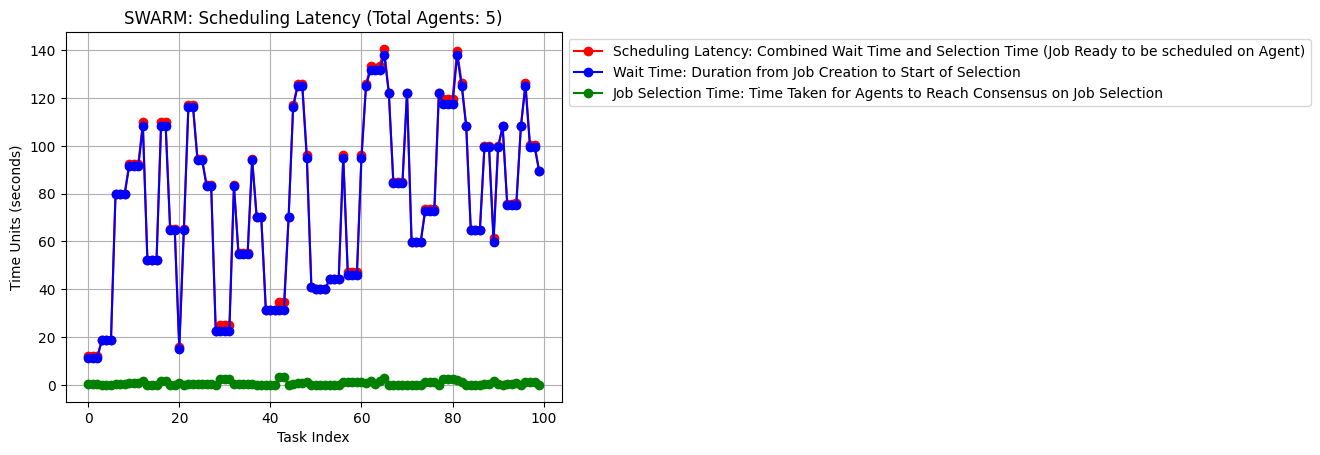 SWARM: Scheduling Latency (Total Agents: 5)
Scheduling Latency: Combined Wait Time and Selection Time (Job Ready to be scheduled on Agent)
Wait Time: Duration from Job Creation to Start of Selection
Job Selection Time: Time Taken for Agents to Reach Consensus on Job Selection
Time Units (seconds)
140
120
100
80
60
40
20
0
0 20 40 60 80 100
Task Index